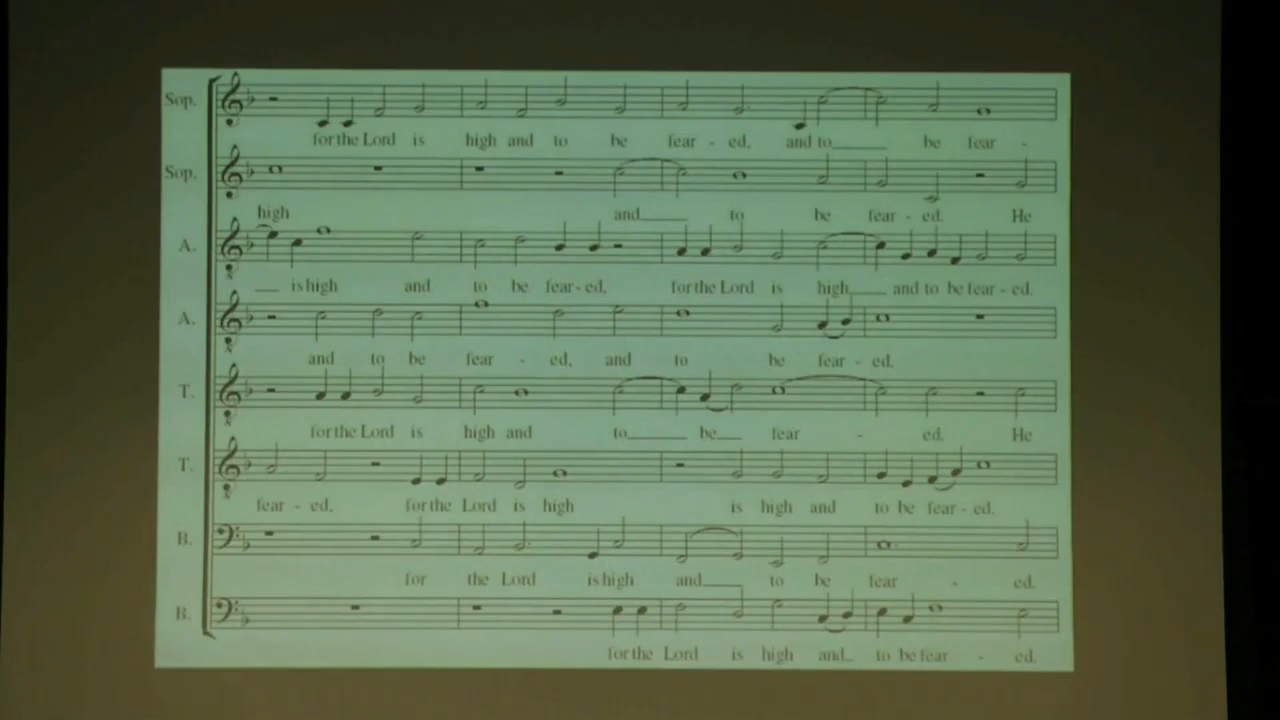 Sop. for the Lord is high and to be fear - ed, and to be fear -
Sop. high and to be fear - ed. He
A. is high and to be fear - ed, for the Lord is high and to be fear - ed.
A. and to be fear - ed, and to be fear - ed.
T. for the Lord is high and to be fear - ed. He
T. fear - ed, for the Lord is high is high and to be fear - ed.
B. for the Lord is high and to be fear - ed.
B. for the Lord is high and to be fear - ed.